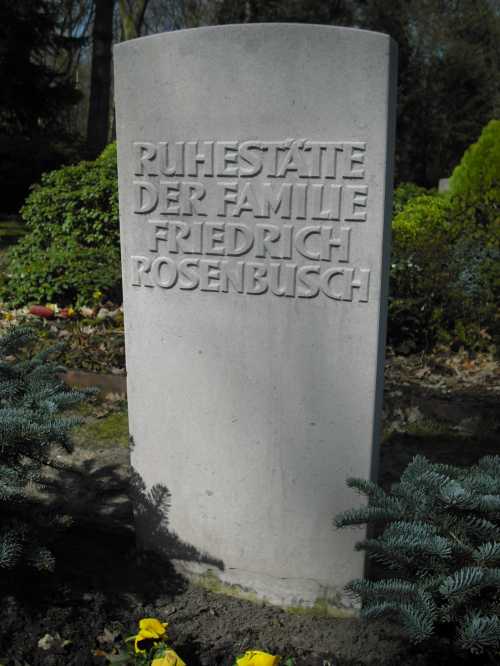 RUHESTÄTTE
DER FAMILIE
FRIEDRICH
ROSENBUSCH